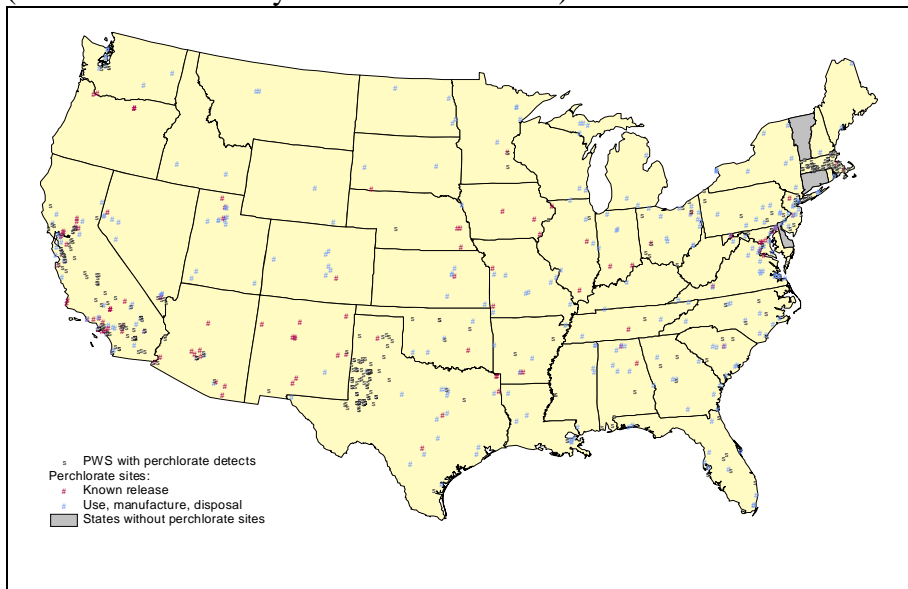 s PWS with perchlorate detects
Perchlorate sites:
# Known release
# Use, manufacture, disposal
States without perchlorate sites